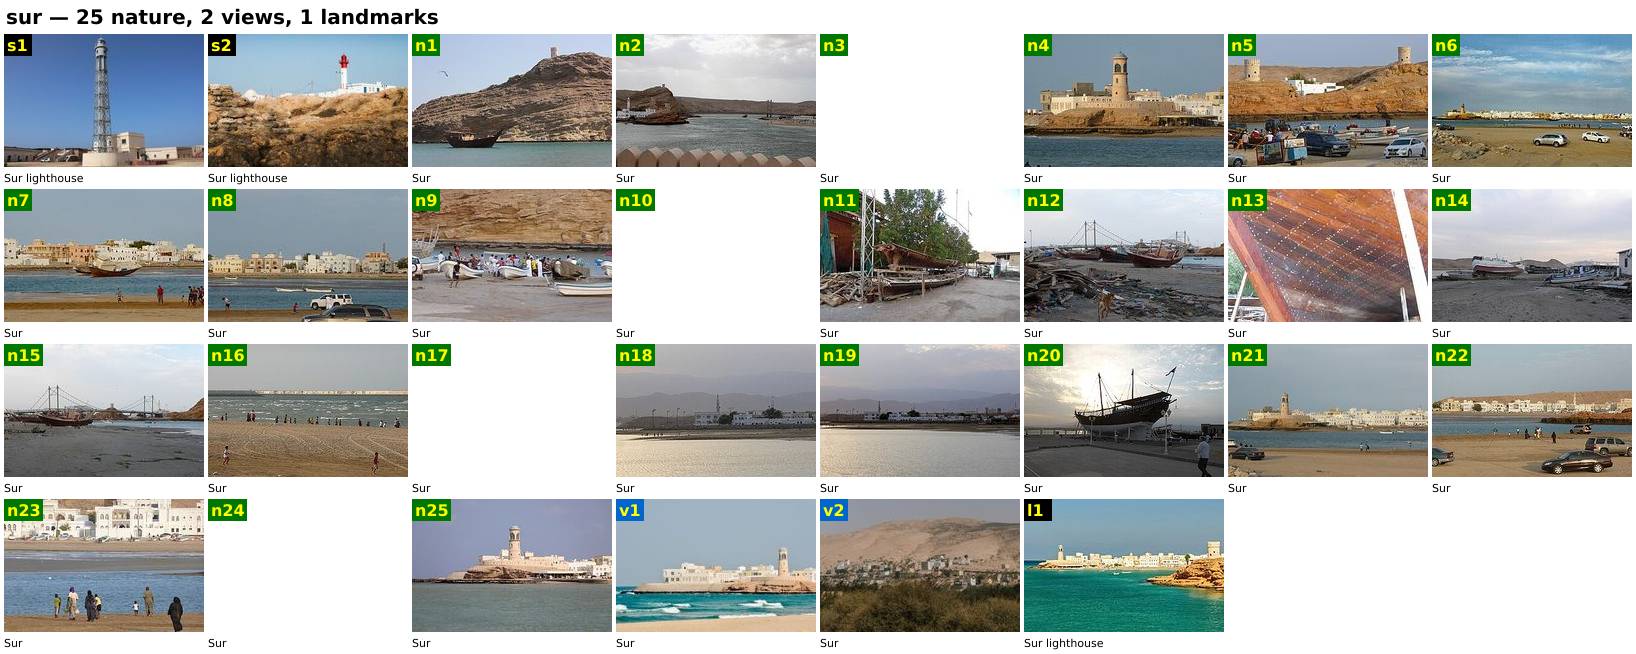 sur — 25 nature, 2 views, 1 landmarks
s1
s2
n1
n2
n3
n4
n5
n6
Sur lighthouse
Sur lighthouse
Sur
Sur
Sur
Sur
Sur
Sur
n7
n8
n9
n10
n11
n12
n13
n14
Sur
Sur
Sur
Sur
Sur
Sur
Sur
Sur
n15
n16
n17
n18
n19
n20
n21
n22
Sur
Sur
Sur
Sur
Sur
Sur
Sur
Sur
n23
n24
n25
v1
v2
l1
Sur
Sur
Sur
Sur
Sur
Sur lighthouse